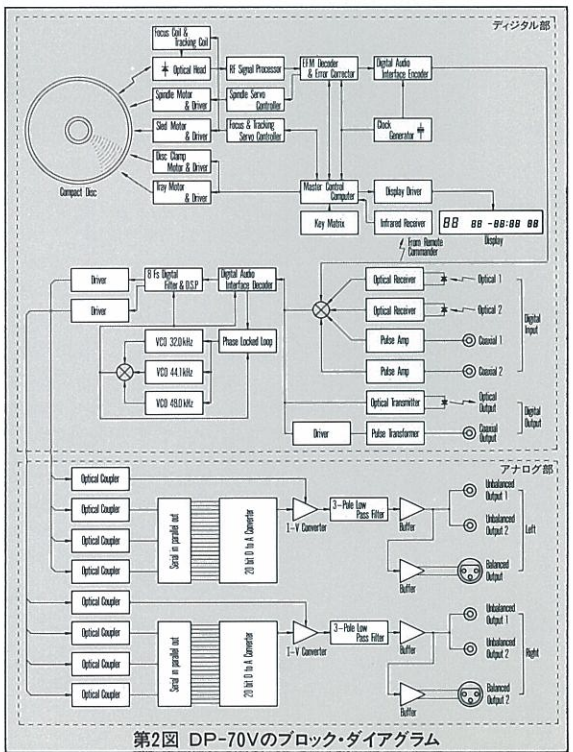 ディジタル部
Focus Coil &
Tracking Coil
Optical Head
RF Signal Processor
EFM Decoder
& Error Corrector
Digital Audio
Interface Encoder
Spindle Motor
& Driver
Spindle Servo
Controller
Sled Motor
& Driver
Focus & Tracking
Servo Controller
Clock
Generator
Disc Clamp
Motor & Driver
Compact Disc
Tray Motor
& Driver
Master Control
Computer
Display Driver
Key Matrix
Infrared Receiver
88 88 -88:88 88
Display
From Remote
Commander
Driver
8 Fs Digital
Filter & D.S.P
Digital Audio
Interface Decoder
Optical Receiver
Optical 1
Driver
Optical Receiver
Optical 2
Digital
Input
VCO 32.0kHz
Phase Locked Loop
Pulse Amp
Coaxial 1
VCO 44.1kHz
Pulse Amp
Coaxial 2
VCO 48.0kHz
Optical Transmitter
Optical
Output
Digital
Output
Driver
Pulse Transformer
Coaxial
Output
アナログ部
Optical Coupler
Optical Coupler
Optical Coupler
Optical Coupler
Serial in parallel out
20 bit D to A Converter
I-V Converter
3-Pole Low
Pass Filter
Buffer
Unbalanced
Output 1
Unbalanced
Output 2
Left
Buffer
Balanced
Output
Optical Coupler
Optical Coupler
Optical Coupler
Optical Coupler
Serial in parallel out
20 bit D to A Converter
I-V Converter
3-Pole Low
Pass Filter
Buffer
Unbalanced
Output 1
Unbalanced
Output 2
Right
Buffer
Balanced
Output 2
第2図 DP-70Vのブロック・ダイアグラム